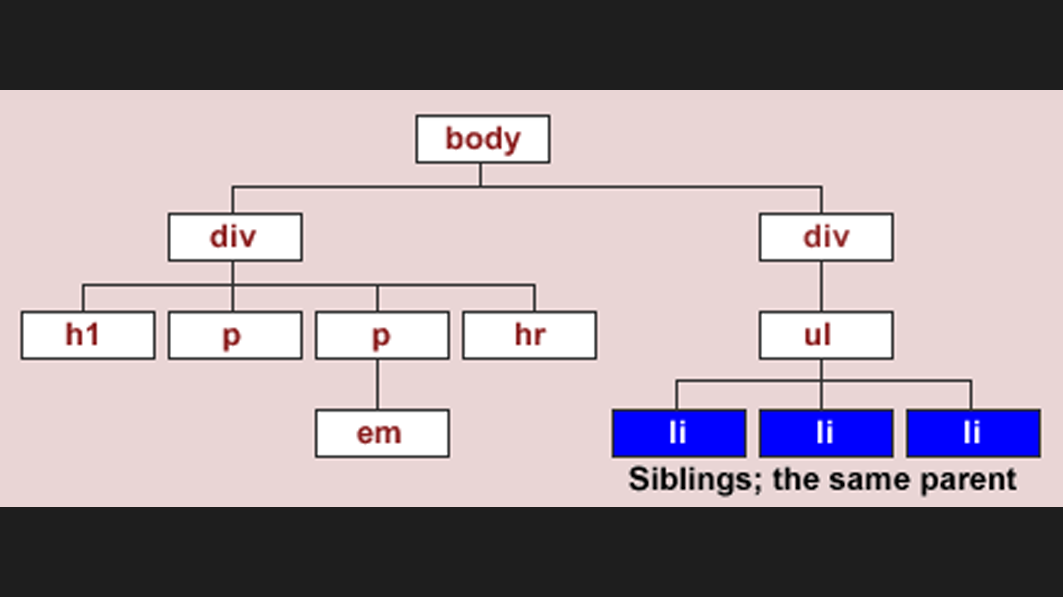 body
div div
h1 p p hr ul
em li li li
Siblings; the same parent